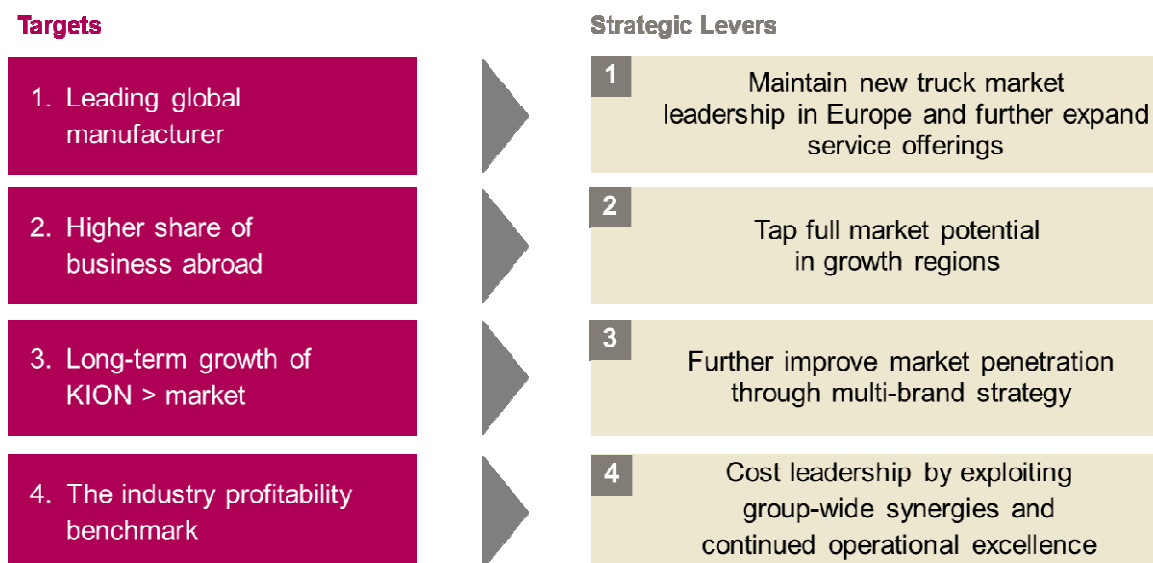 Targets
Strategic Levers
1. Leading global
manufacturer
1
Maintain new truck market
leadership in Europe and further expand
service offerings
2. Higher share of
business abroad
2
Tap full market potential
in growth regions
3. Long-term growth of
KION > market
3
Further improve market penetration
through multi-brand strategy
4. The industry profitability
benchmark
4
Cost leadership by exploiting
group-wide synergies and
continued operational excellence